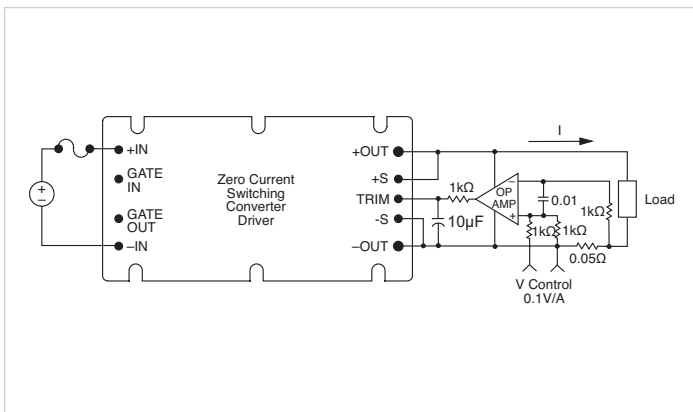 +IN
GATE
IN
GATE
OUT
–IN
Zero Current
Switching
Converter
Driver
+OUT
+S
TRIM
-S
–OUT
1kΩ
10µF
OP
AMP
–
+
0.01
1kΩ
1kΩ
1kΩ
0.05Ω
I
Load
V Control
0.1V/A
+
–